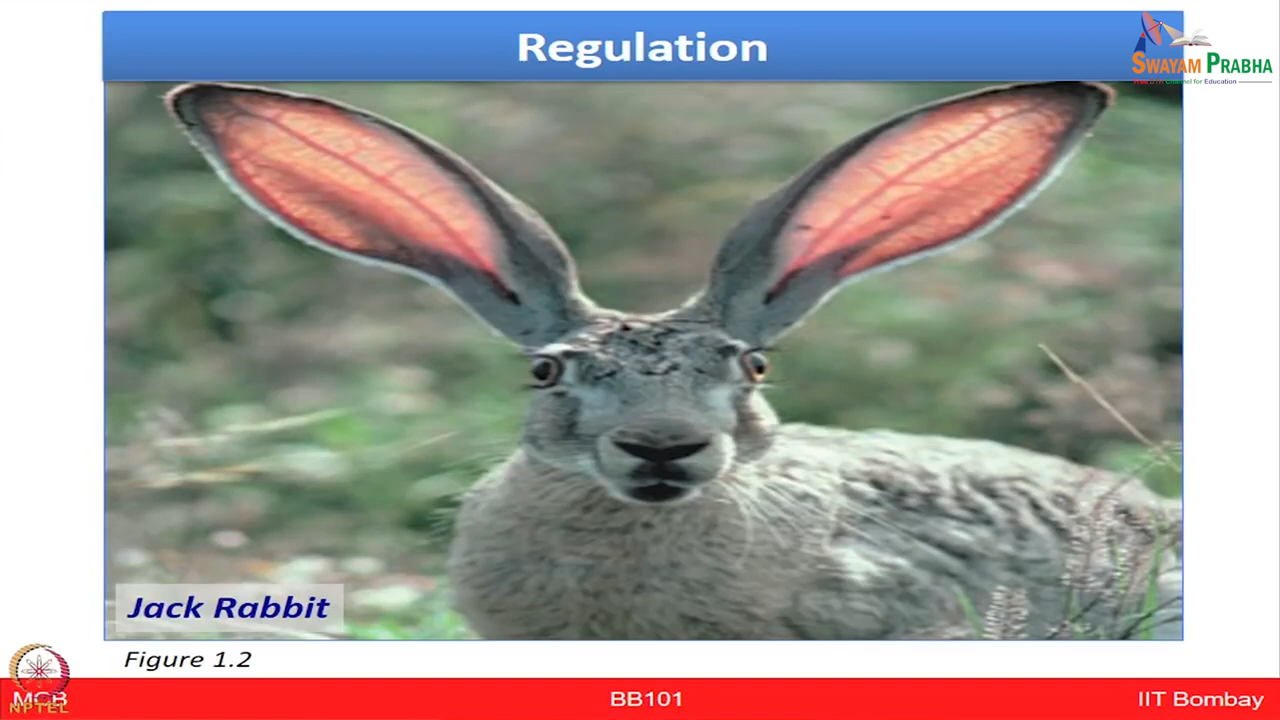 Regulation
SWAYAM PRABHA
Jack Rabbit
Figure 1.2
MCB
NPTEL
BB101
IIT Bombay